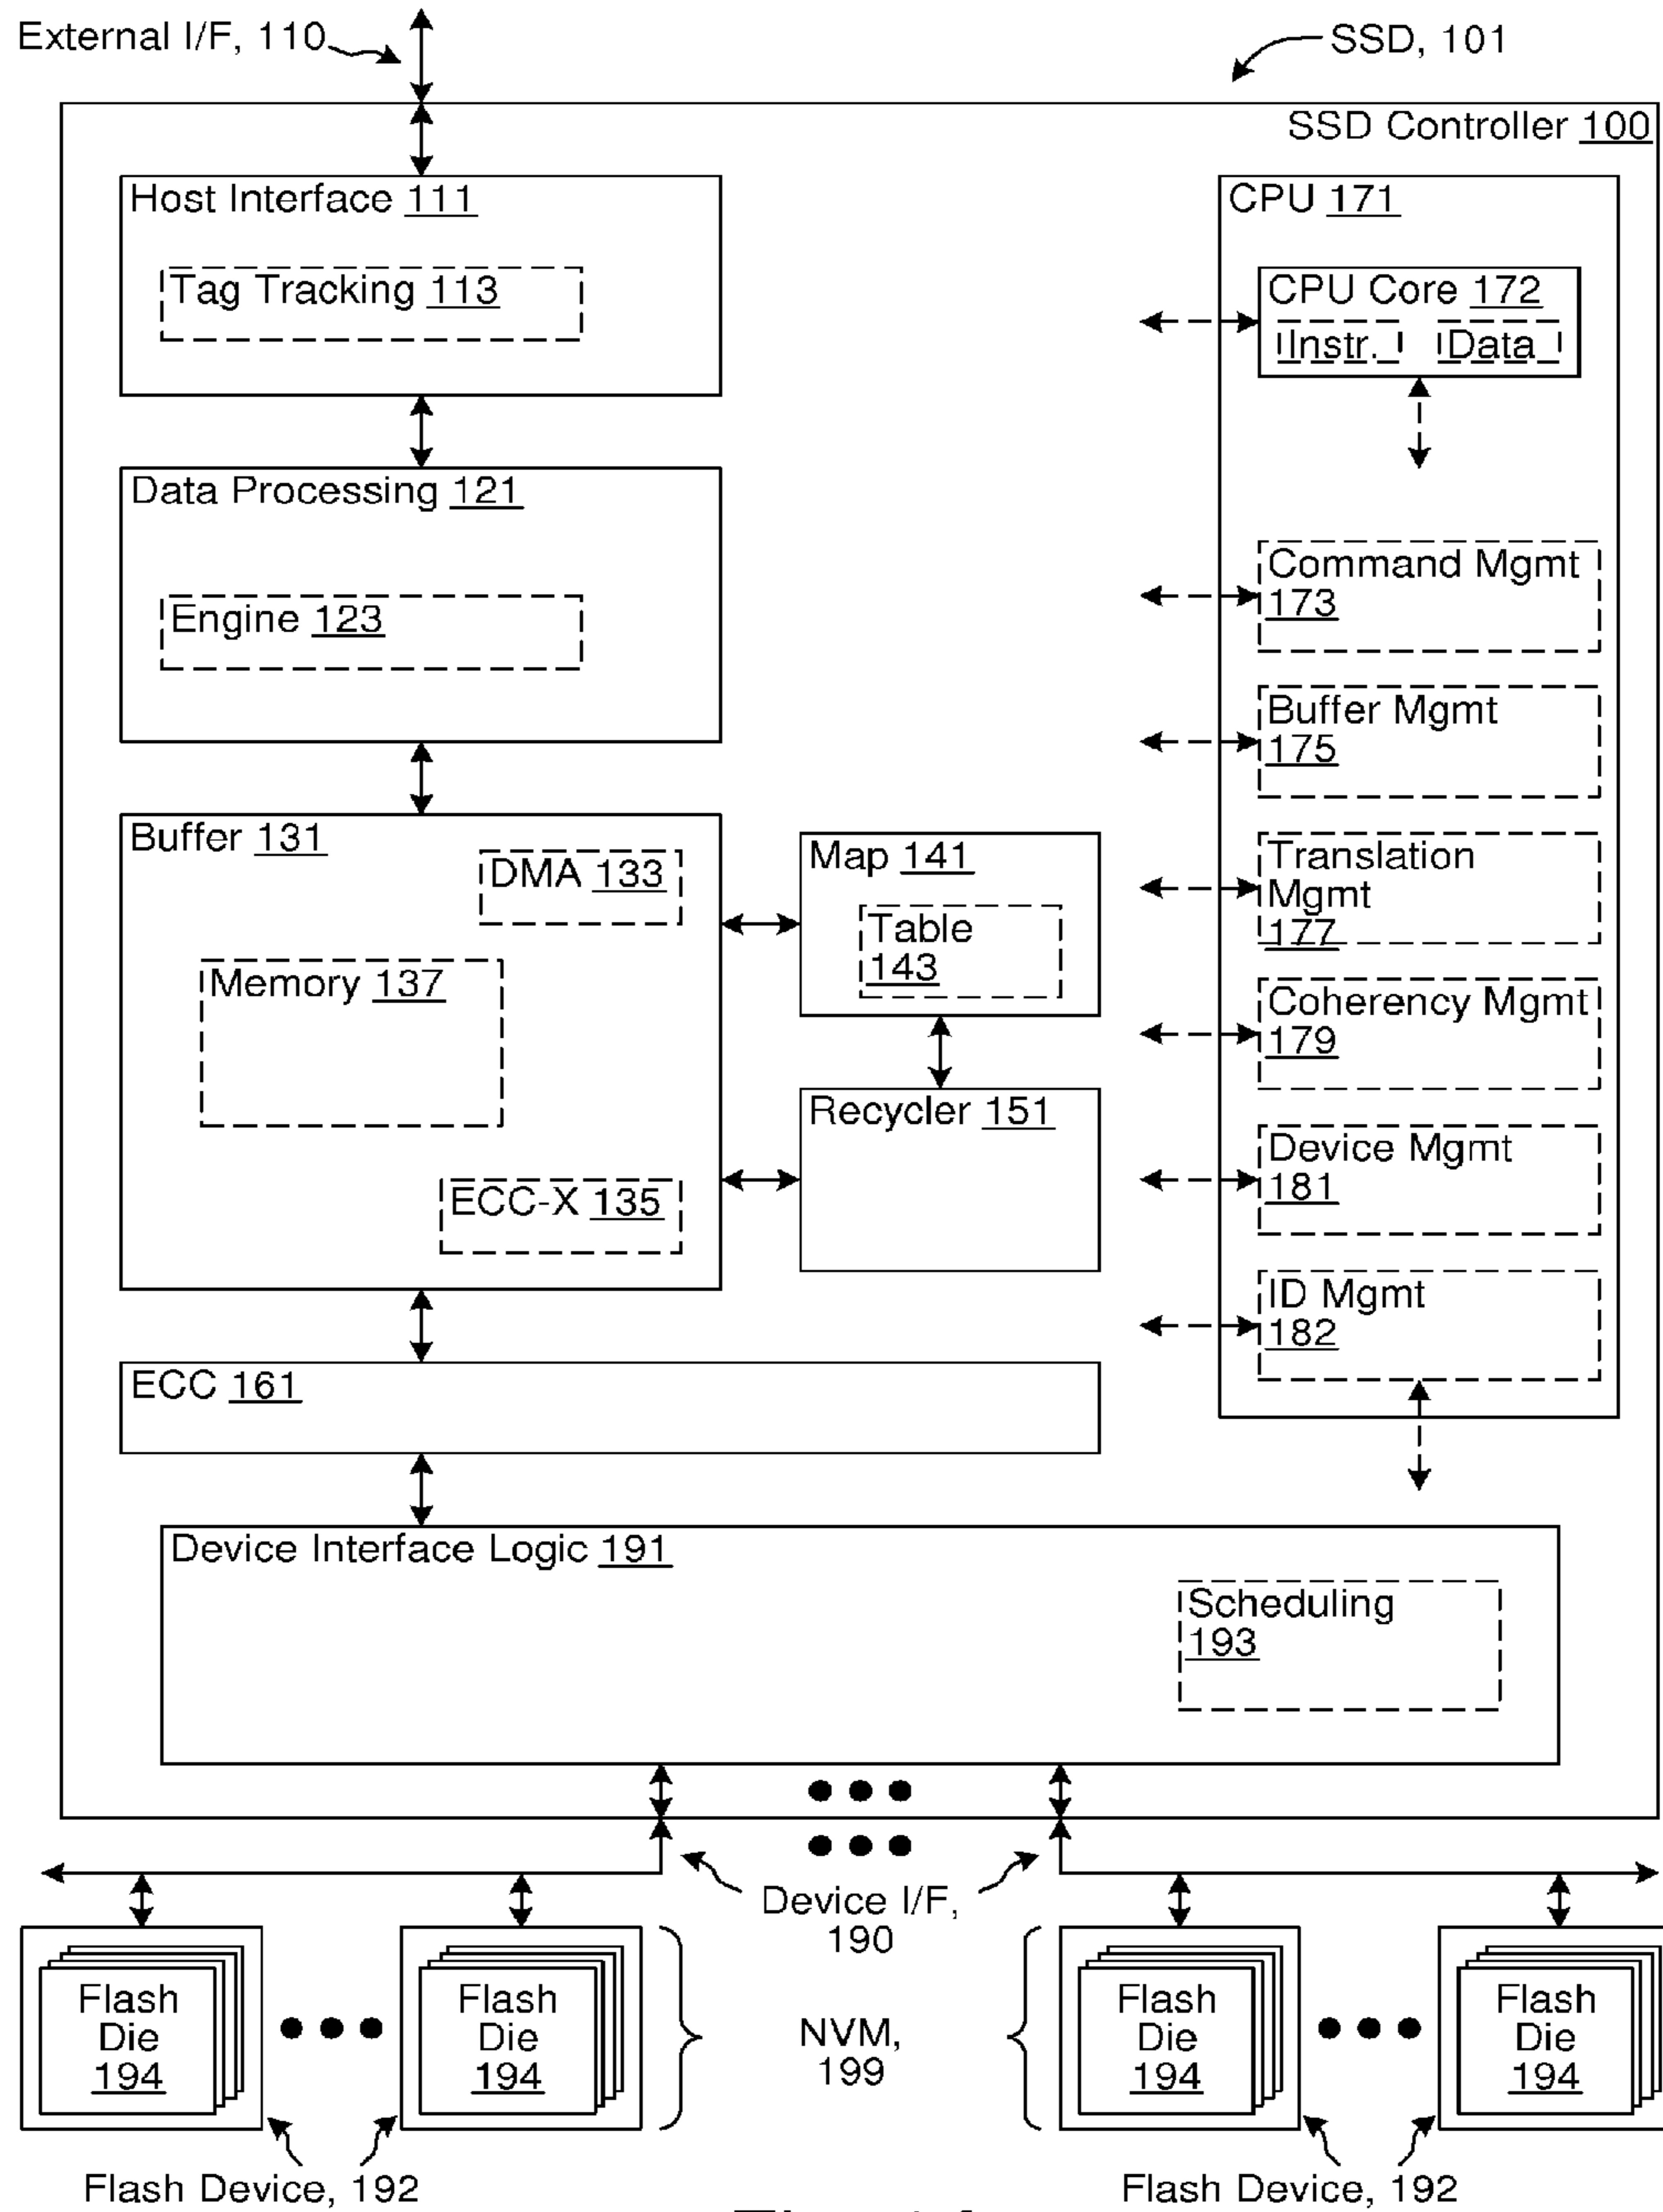 External I/F, 110
SSD, 101
SSD Controller 100
Host Interface 111
Tag Tracking 113
Data Processing 121
Engine 123
Buffer 131
DMA 133
Memory 137
ECC-X 135
Map 141
Table
143
Recycler 151
ECC 161
CPU 171
CPU Core 172
Instr.
Data
Command Mgmt
173
Buffer Mgmt
175
Translation
Mgmt
177
Coherency Mgmt
179
Device Mgmt
181
ID Mgmt
182
Device Interface Logic 191
Scheduling
193
Device I/F,
190
Flash
Die
194
Flash
Die
194
NVM,
199
Flash
Die
194
Flash
Die
194
Flash Device, 192
Flash Device, 192